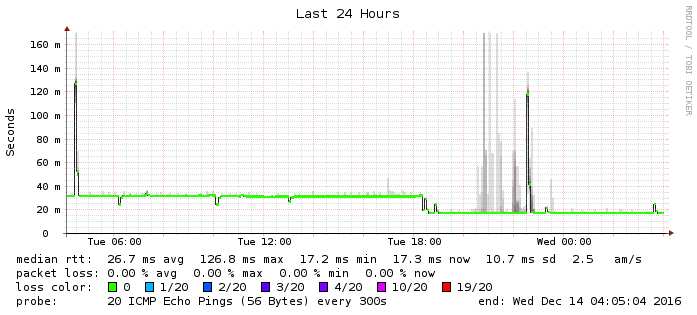 Last 24 Hours
RRDTOOL / TOBI OETIKER
Seconds
160 m
140 m
120 m
100 m
80 m
60 m
40 m
20 m
0
Tue 06:00 Tue 12:00 Tue 18:00 Wed 00:00
median rtt: 26.7 ms avg 126.8 ms max 17.2 ms min 17.3 ms now 10.7 ms sd 2.5 am/s
packet loss: 0.00 % avg 0.00 % max 0.00 % min 0.00 % now
loss color: 0 1/20 2/20 3/20 4/20 10/20 19/20
probe: 20 ICMP Echo Pings (56 Bytes) every 300s end: Wed Dec 14 04:05:04 2016